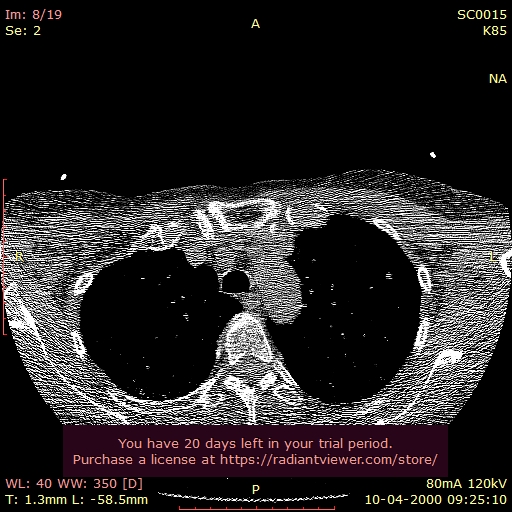 Im: 8/19
Se: 2
A
SC0015
K85
NA
R
L
You have 20 days left in your trial period.
Purchase a license at https://radiantviewer.com/store/
WL: 40 WW: 350 [D]
T: 1.3mm L: -58.5mm
P
80mA 120kV
10-04-2000 09:25:10